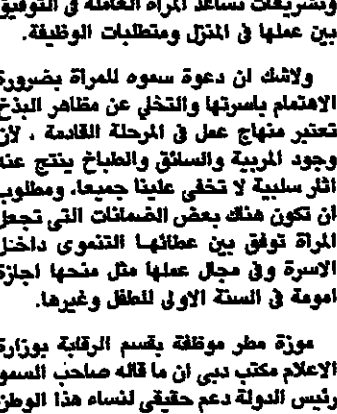 وتشريعات تساعد المرأة العاملة في التوفيق
بين عملها في المنزل ومتطلبات الوظيفة.
ولاشك ان دعوة سموه للمرأة بضرورة
الاهتمام باسرتها والتخلي عن مظاهر البذخ
تعتبر منهاج عمل في المرحلة القادمة ، لأن
وجود المربية والسائق والطباخ ينتج عنه
اثار سلبية لا تخفى علينا جميعا، ومطلوب
ان تكون هناك بعض الضمانات التي تجعل
المرأة توفق بين عطائها التنموى داخل
الاسرة وفي مجال عملها مثل منحها اجازة
امومة في السنة الاولى للطفل وغيرها.
موزة مطر موظفة بقسم الرقابة بوزارة
الاعلام مكتب دبي ان ما قاله صاحب السمو
رئيس الدولة دعم حقيقي لنساء هذا الوطن